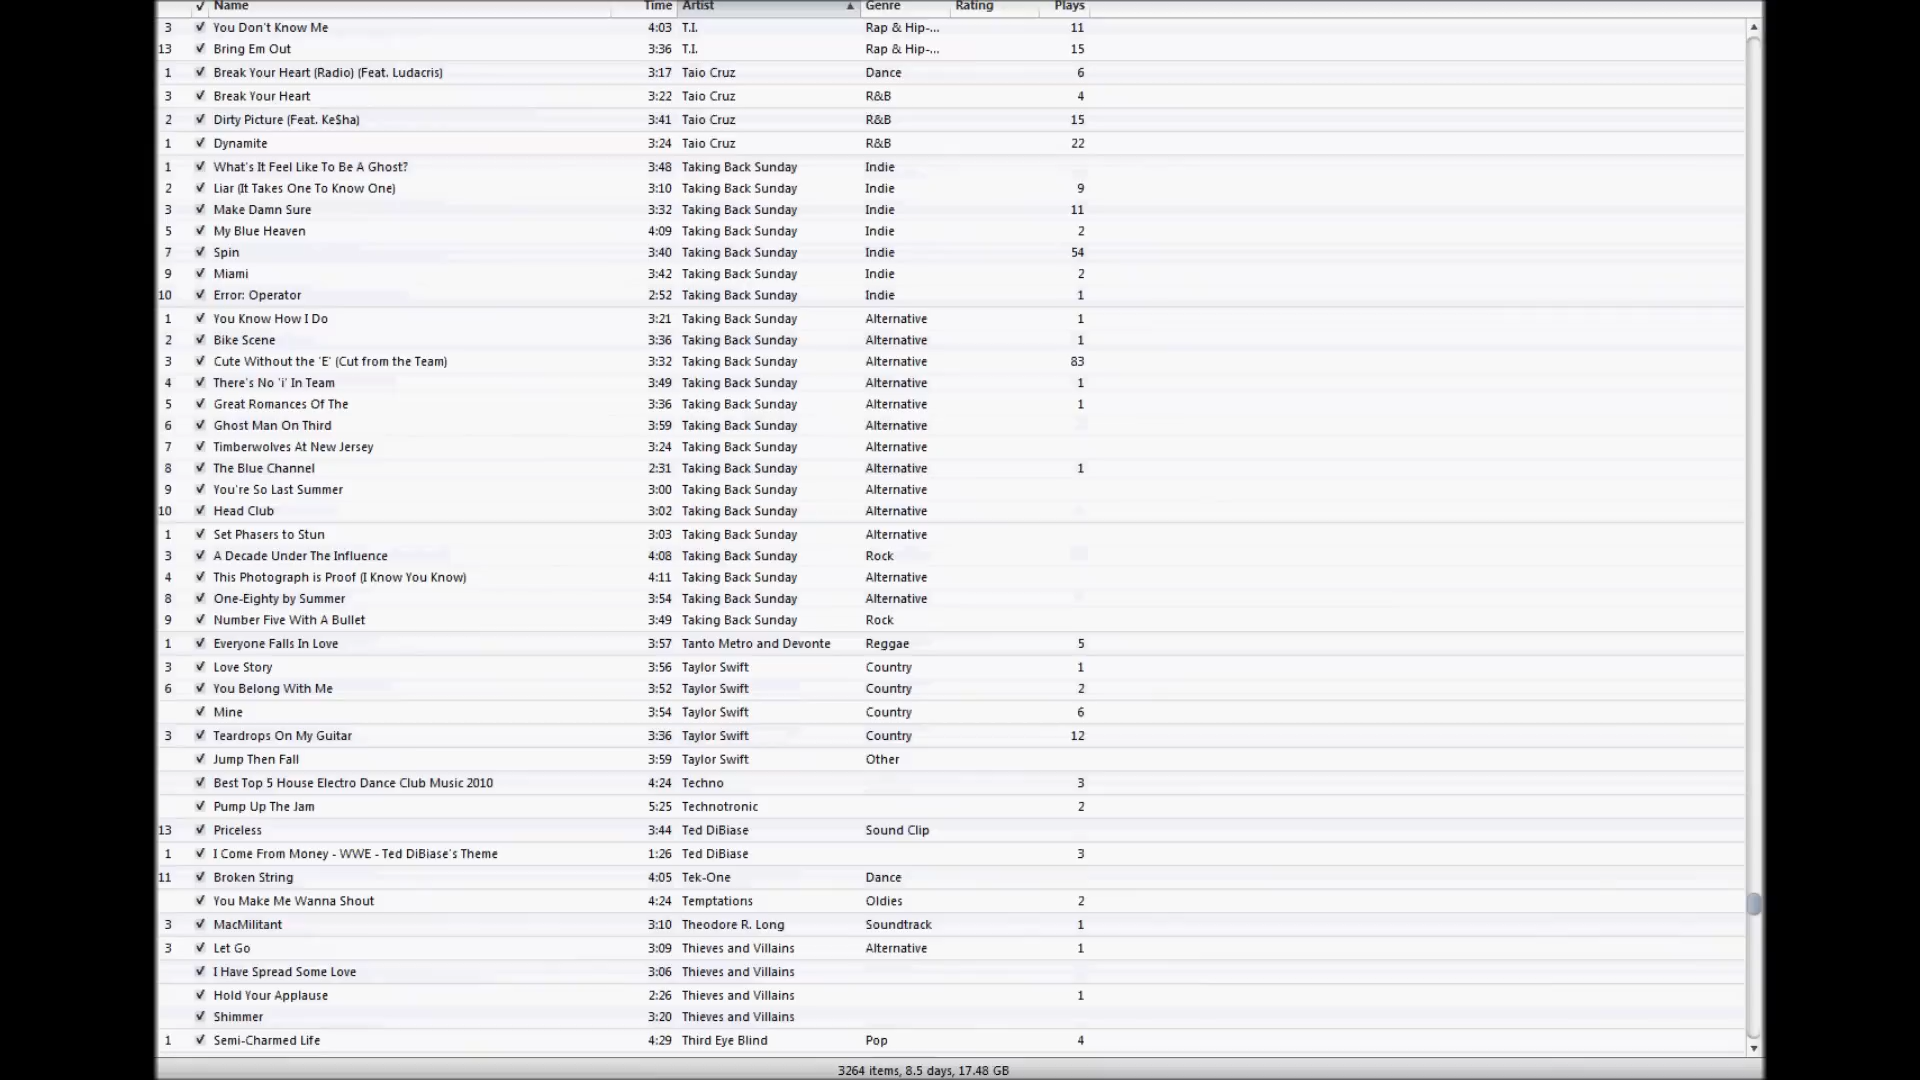 ✓ Name Time Artist ▲ Genre Rating Plays
3 ✓ You Don't Know Me 4:03 T.I. Rap & Hip-... 11
13 ✓ Bring Em Out 3:36 T.I. Rap & Hip-... 15
1 ✓ Break Your Heart (Radio) (Feat. Ludacris) 3:17 Taio Cruz Dance 6
3 ✓ Break Your Heart 3:22 Taio Cruz R&B 4
2 ✓ Dirty Picture (Feat. Ke$ha) 3:41 Taio Cruz R&B 15
1 ✓ Dynamite 3:24 Taio Cruz R&B 22
1 ✓ What's It Feel Like To Be A Ghost? 3:48 Taking Back Sunday Indie
2 ✓ Liar (It Takes One To Know One) 3:10 Taking Back Sunday Indie 9
3 ✓ Make Damn Sure 3:32 Taking Back Sunday Indie 11
5 ✓ My Blue Heaven 4:09 Taking Back Sunday Indie 2
7 ✓ Spin 3:40 Taking Back Sunday Indie 54
9 ✓ Miami 3:42 Taking Back Sunday Indie 2
10 ✓ Error: Operator 2:52 Taking Back Sunday Indie 1
1 ✓ You Know How I Do 3:21 Taking Back Sunday Alternative 1
2 ✓ Bike Scene 3:36 Taking Back Sunday Alternative 1
3 ✓ Cute Without the 'E' (Cut from the Team) 3:32 Taking Back Sunday Alternative 83
4 ✓ There's No 'i' In Team 3:49 Taking Back Sunday Alternative 1
5 ✓ Great Romances Of The 3:36 Taking Back Sunday Alternative 1
6 ✓ Ghost Man On Third 3:59 Taking Back Sunday Alternative
7 ✓ Timberwolves At New Jersey 3:24 Taking Back Sunday Alternative
8 ✓ The Blue Channel 2:31 Taking Back Sunday Alternative 1
9 ✓ You're So Last Summer 3:00 Taking Back Sunday Alternative
10 ✓ Head Club 3:02 Taking Back Sunday Alternative
1 ✓ Set Phasers to Stun 3:03 Taking Back Sunday Alternative
3 ✓ A Decade Under The Influence 4:08 Taking Back Sunday Rock
4 ✓ This Photograph is Proof (I Know You Know) 4:11 Taking Back Sunday Alternative
8 ✓ One-Eighty by Summer 3:54 Taking Back Sunday Alternative
9 ✓ Number Five With A Bullet 3:49 Taking Back Sunday Rock
1 ✓ Everyone Falls In Love 3:57 Tanto Metro and Devonte Reggae 5
3 ✓ Love Story 3:56 Taylor Swift Country 1
6 ✓ You Belong With Me 3:52 Taylor Swift Country 2
✓ Mine 3:54 Taylor Swift Country 6
3 ✓ Teardrops On My Guitar 3:36 Taylor Swift Country 12
✓ Jump Then Fall 3:59 Taylor Swift Other
✓ Best Top 5 House Electro Dance Club Music 2010 4:24 Techno 3
✓ Pump Up The Jam 5:25 Technotronic 2
13 ✓ Priceless 3:44 Ted DiBiase Sound Clip
1 ✓ I Come From Money - WWE - Ted DiBiase's Theme 1:26 Ted DiBiase 3
11 ✓ Broken String 4:05 Tek-One Dance
✓ You Make Me Wanna Shout 4:24 Temptations Oldies 2
3 ✓ MacMilitant 3:10 Theodore R. Long Soundtrack 1
3 ✓ Let Go 3:09 Thieves and Villains Alternative 1
✓ I Have Spread Some Love 3:06 Thieves and Villains
✓ Hold Your Applause 2:26 Thieves and Villains 1
✓ Shimmer 3:20 Thieves and Villains
1 ✓ Semi-Charmed Life 4:29 Third Eye Blind Pop 4
3264 items, 8.5 days, 17.48 GB